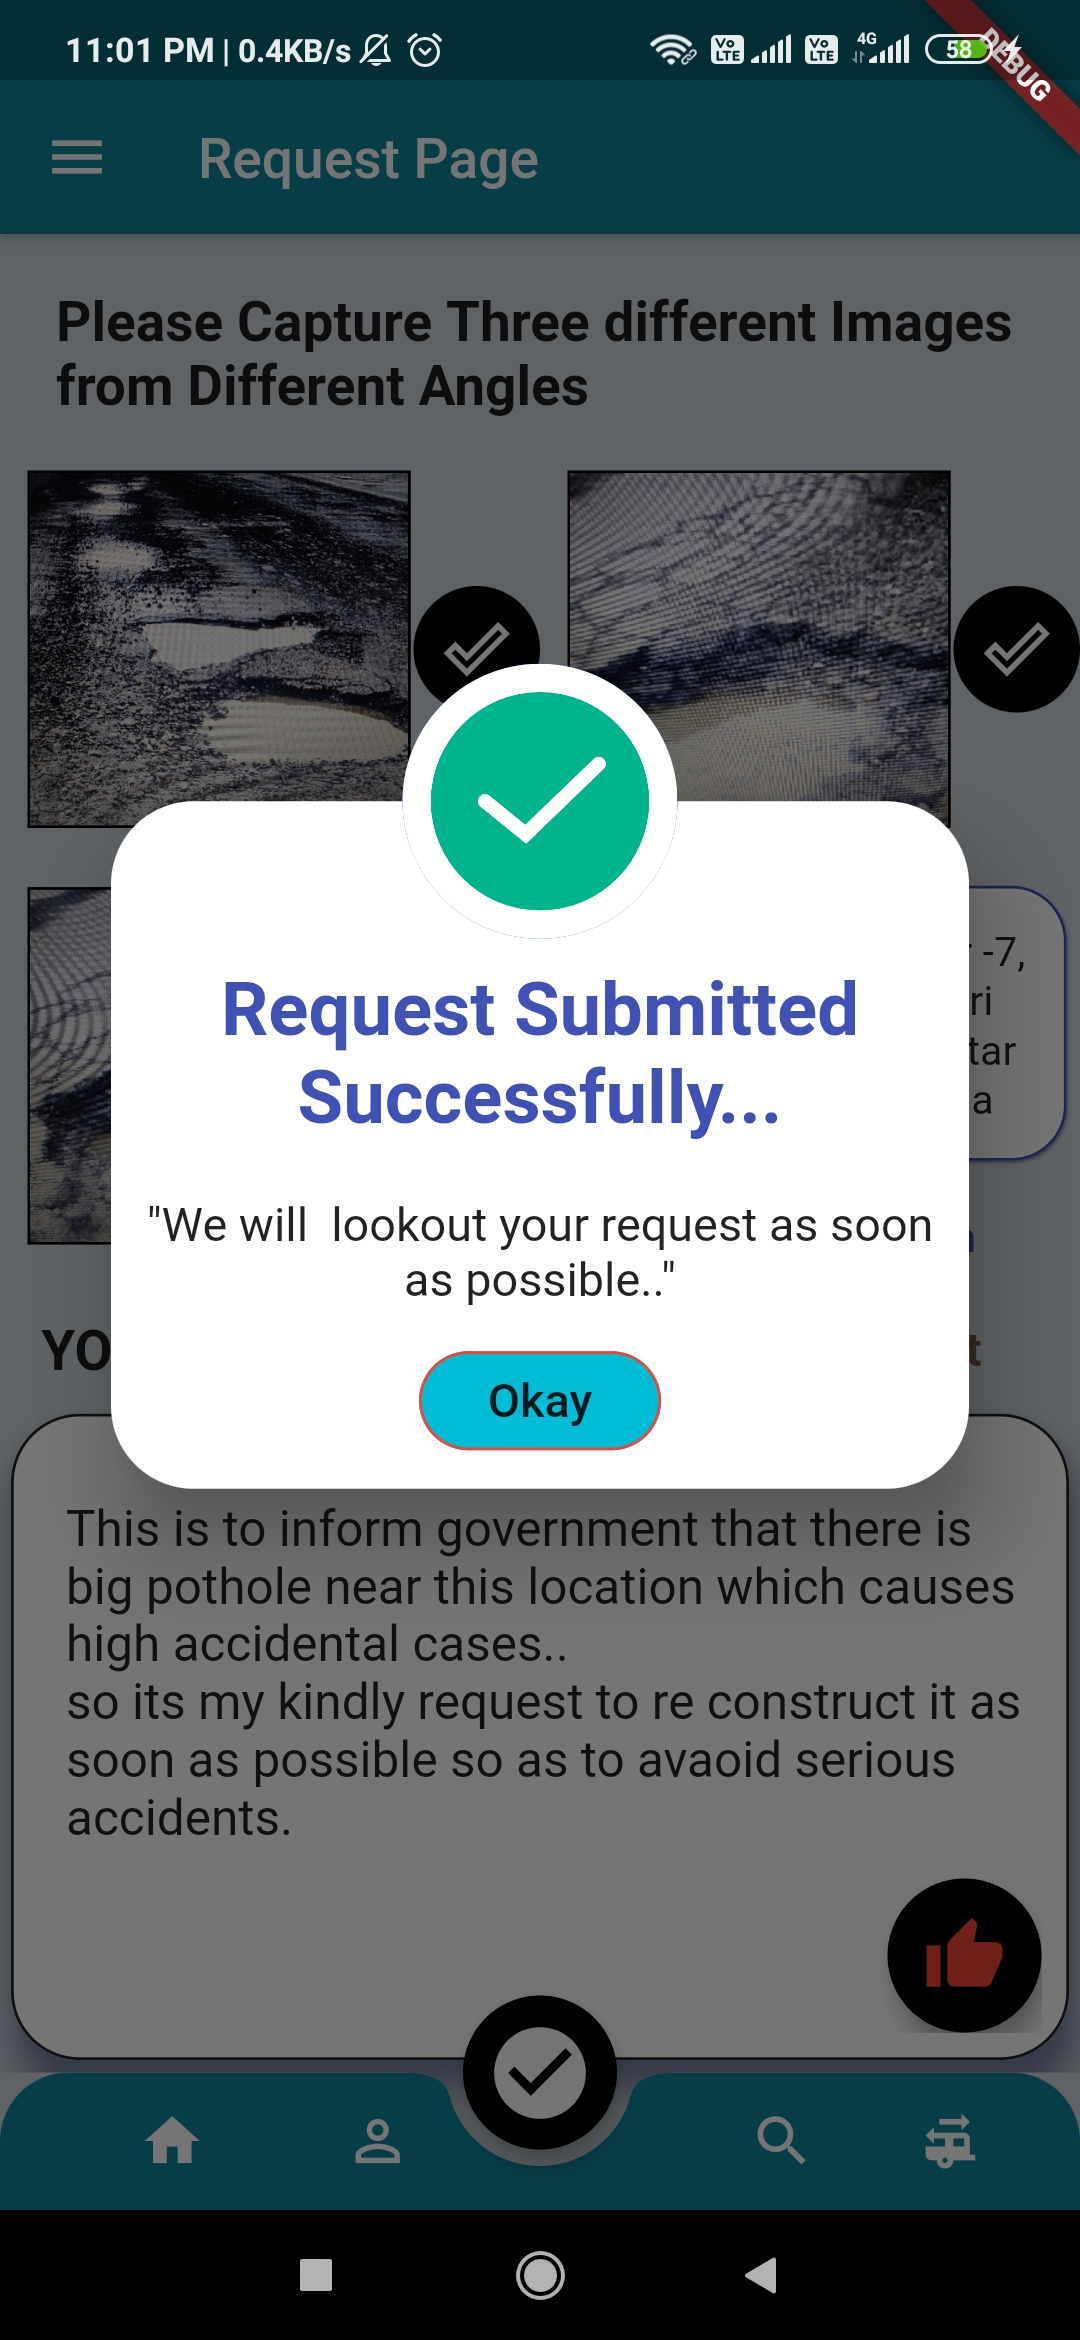 11:01 PM | 0.4KB/s
Vo LTE
Vo LTE
4G
58
DEBUG
Request Page
Please Capture Three different Images
from Different Angles
-7,
ri
tar
a
Request Submitted
Successfully...
"We will  lookout your request as soon
as possible.."
YO
t
Okay
This is to inform government that there is
big pothole near this location which causes
high accidental cases..
so its my kindly request to re construct it as
soon as possible so as to avaoid serious
accidents.